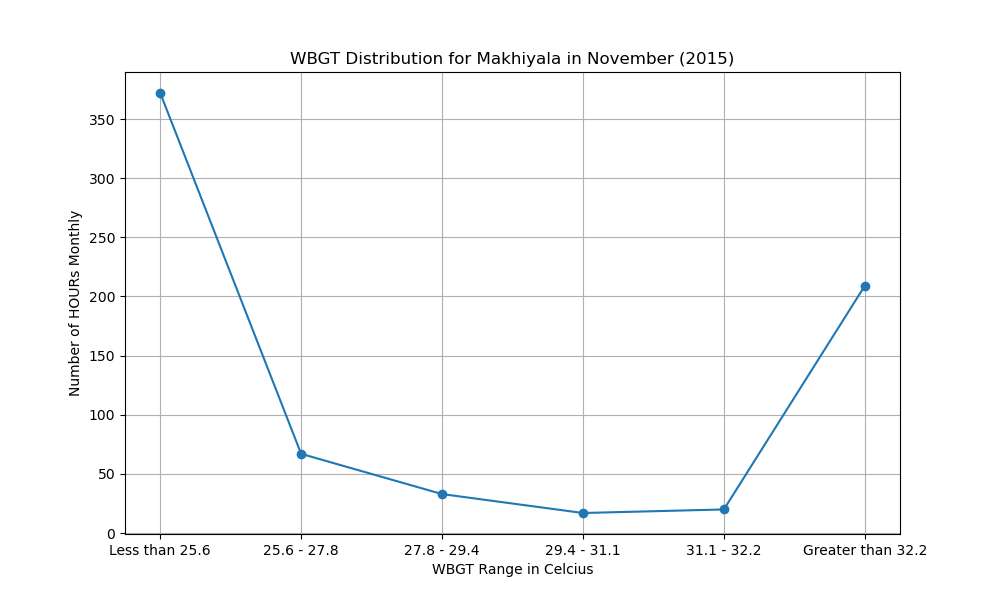 WBGT Distribution for Makhiyala in November (2015)
Number of HOURs Monthly
350
300
250
200
150
100
50
0
Less than 25.6
25.6 - 27.8
27.8 - 29.4
29.4 - 31.1
31.1 - 32.2
Greater than 32.2
WBGT Range in Celcius